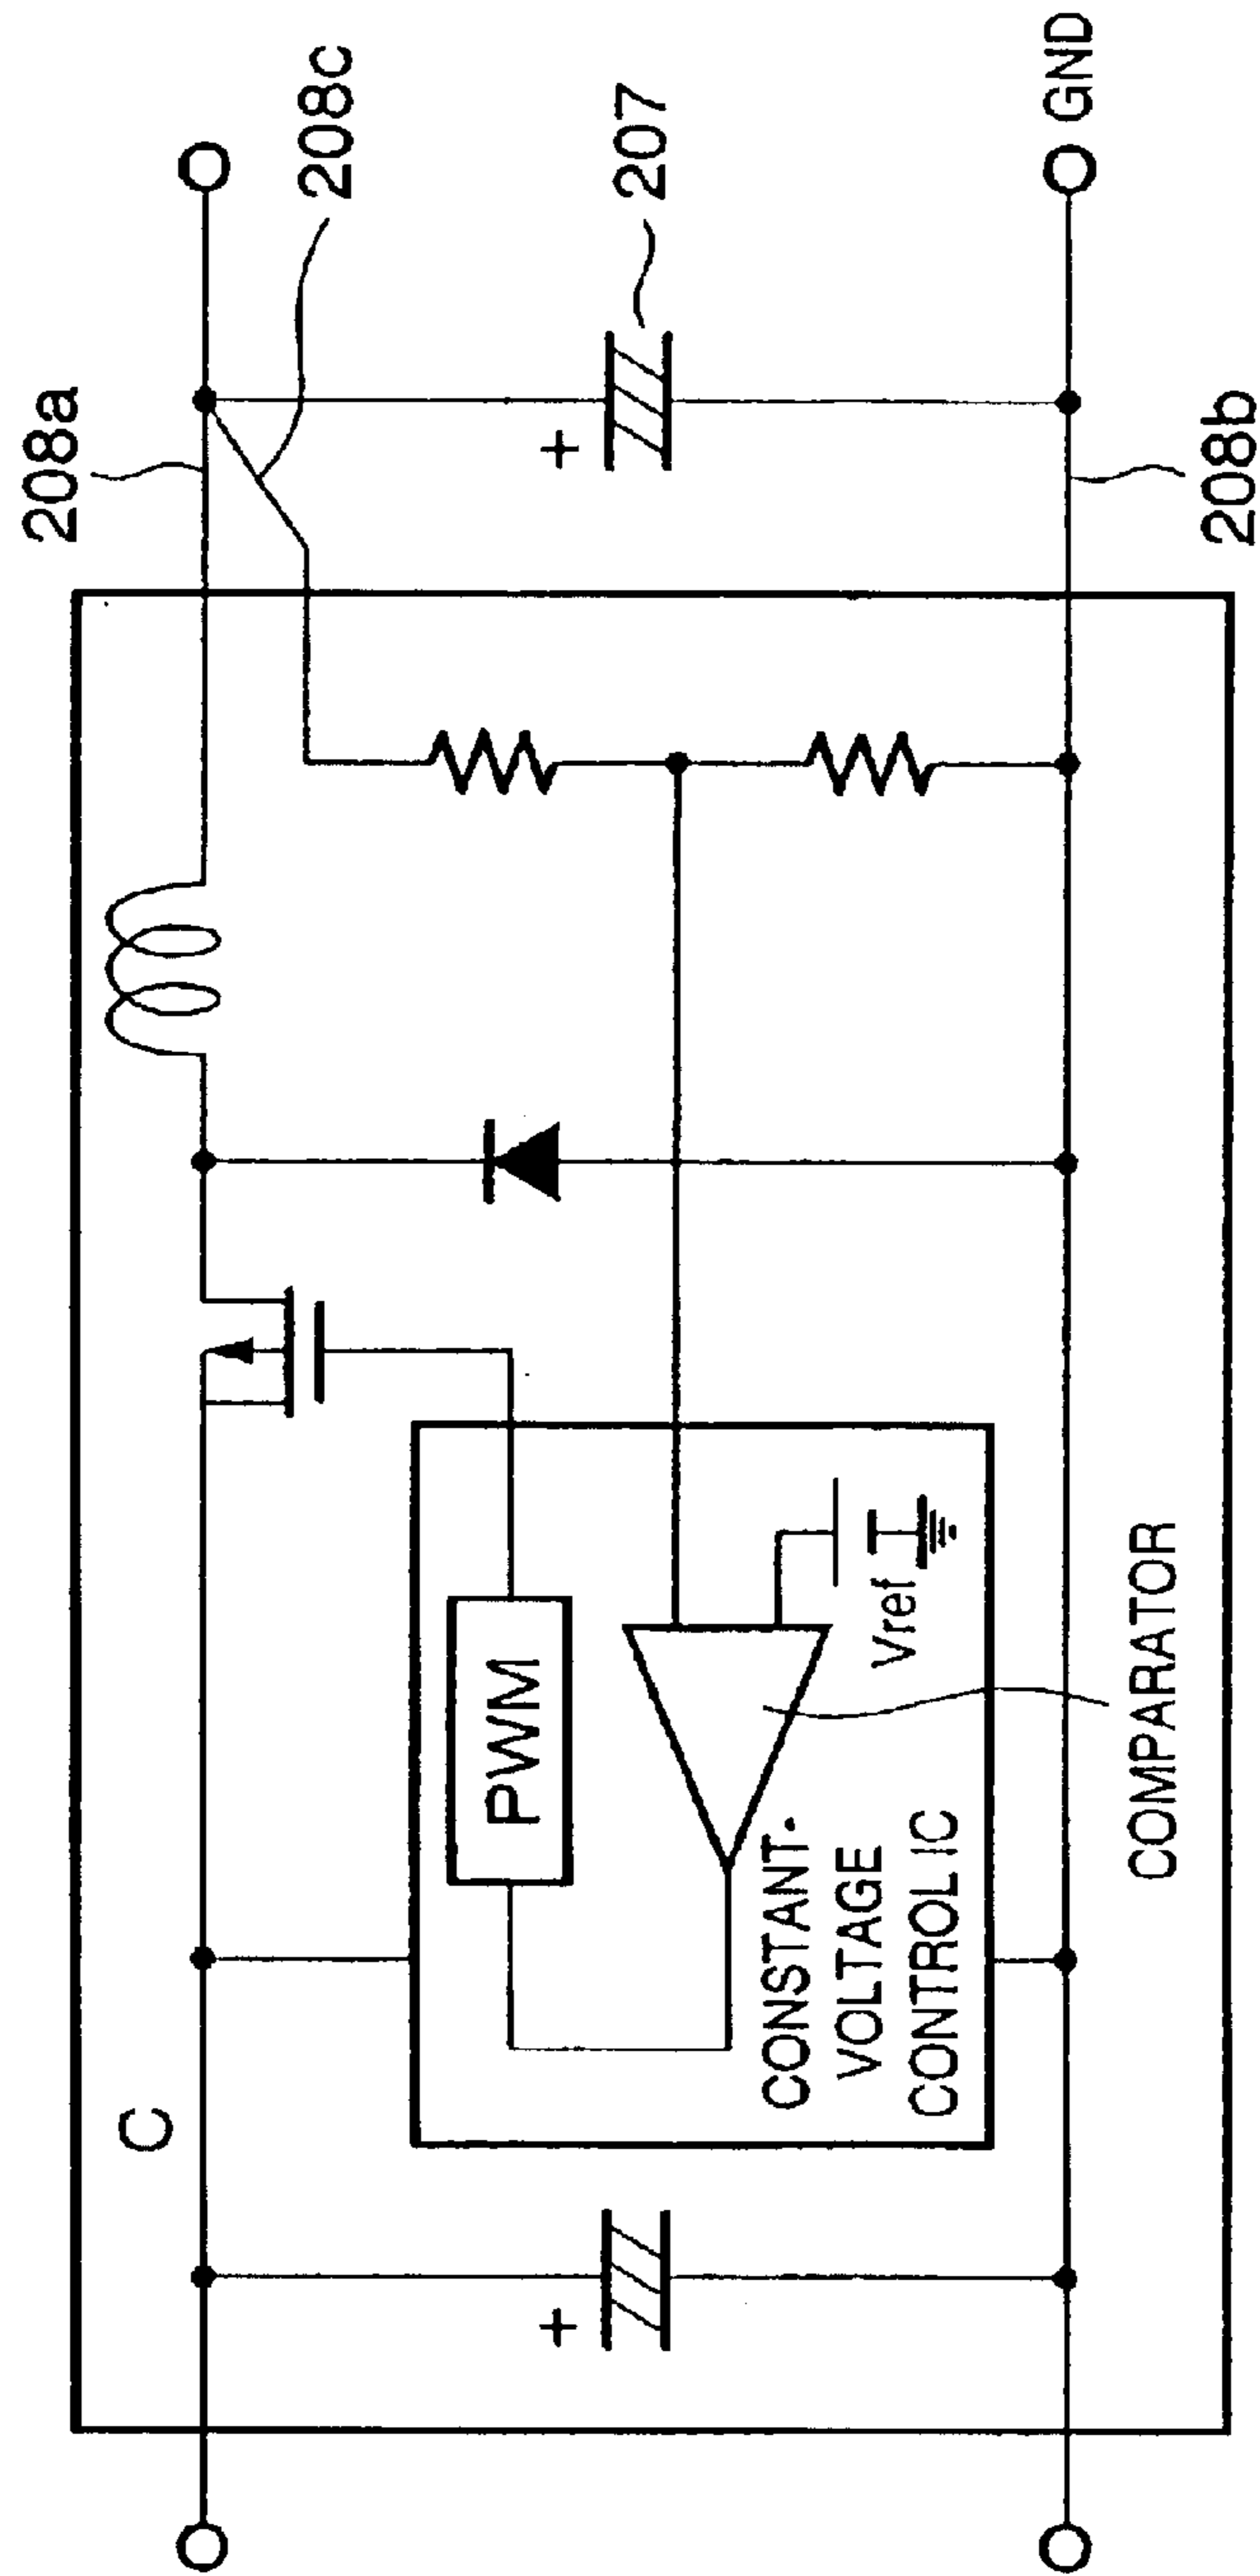 208a
208c
207
GND
208b
C
+
+
PWM
Vref
CONSTANT-
VOLTAGE
CONTROL IC
COMPARATOR